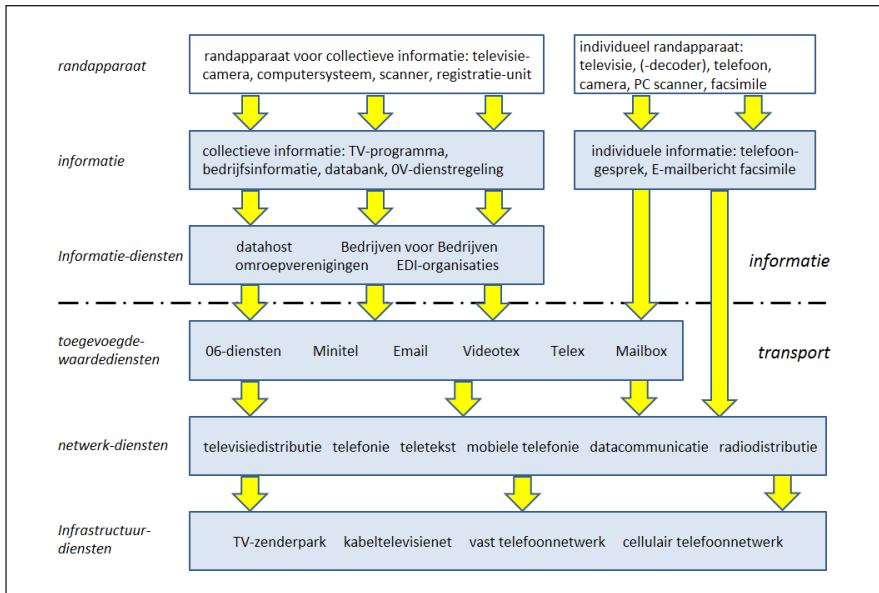 randapparaat
randapparaat voor collectieve informatie: televisie-
camera, computersysteem, scanner, registratie-unit
individueel randapparaat:
televisie, (-decoder), telefoon,
camera, PC scanner, facsimile
informatie
collectieve informatie: TV-programma,
bedrijfsinformatie, databank, 0V-dienstregeling
individuele informatie: telefoon-
gesprek, E-mailbericht facsimile
Informatie-diensten
datahost Bedrijven voor Bedrijven
omroepverenigingen EDI-organisaties
informatie
toegevoegde-
waardediensten
06-diensten Minitel Email Videotex Telex Mailbox
transport
netwerk-diensten
televisiedistributie telefonie teletekst mobiele telefonie datacommunicatie radiodistributie
Infrastructuur-
diensten
TV-zenderpark kabeltelevisienet vast telefoonnetwerk cellulair telefoonnetwerk